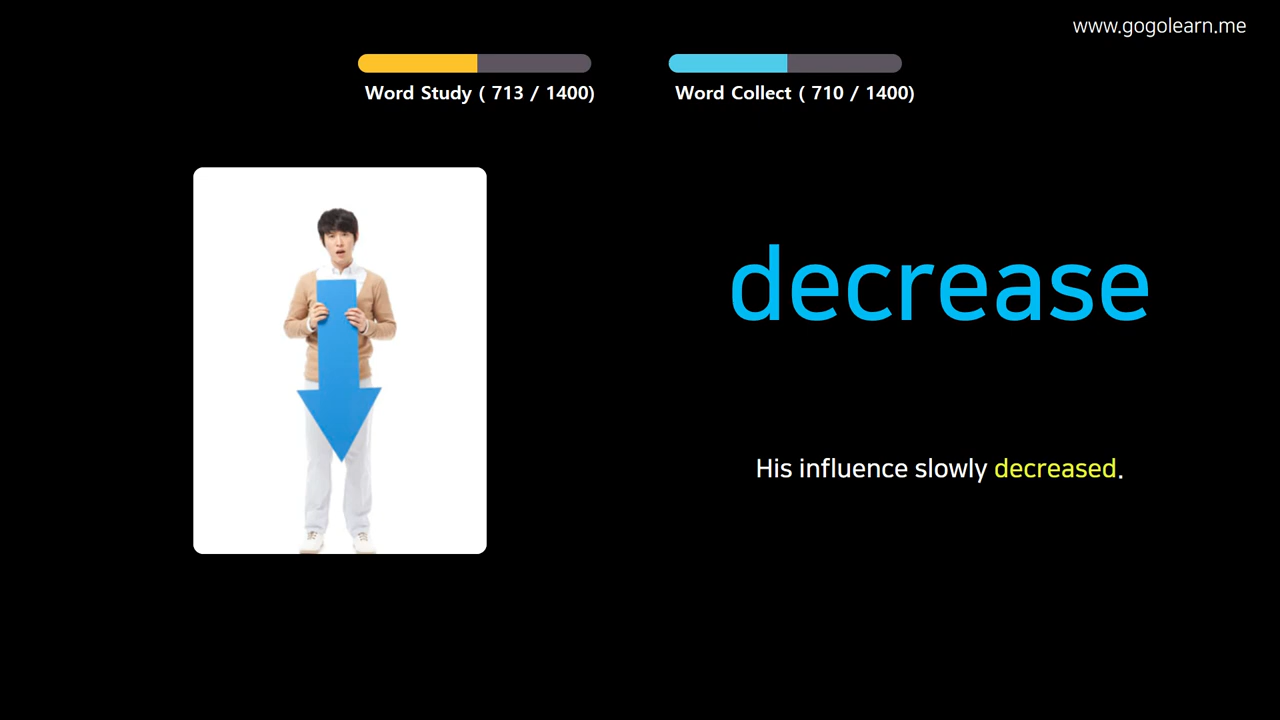 www.gogolearn.me
Word Study ( 713 / 1400)
Word Collect ( 710 / 1400)
decrease
His influence slowly decreased.